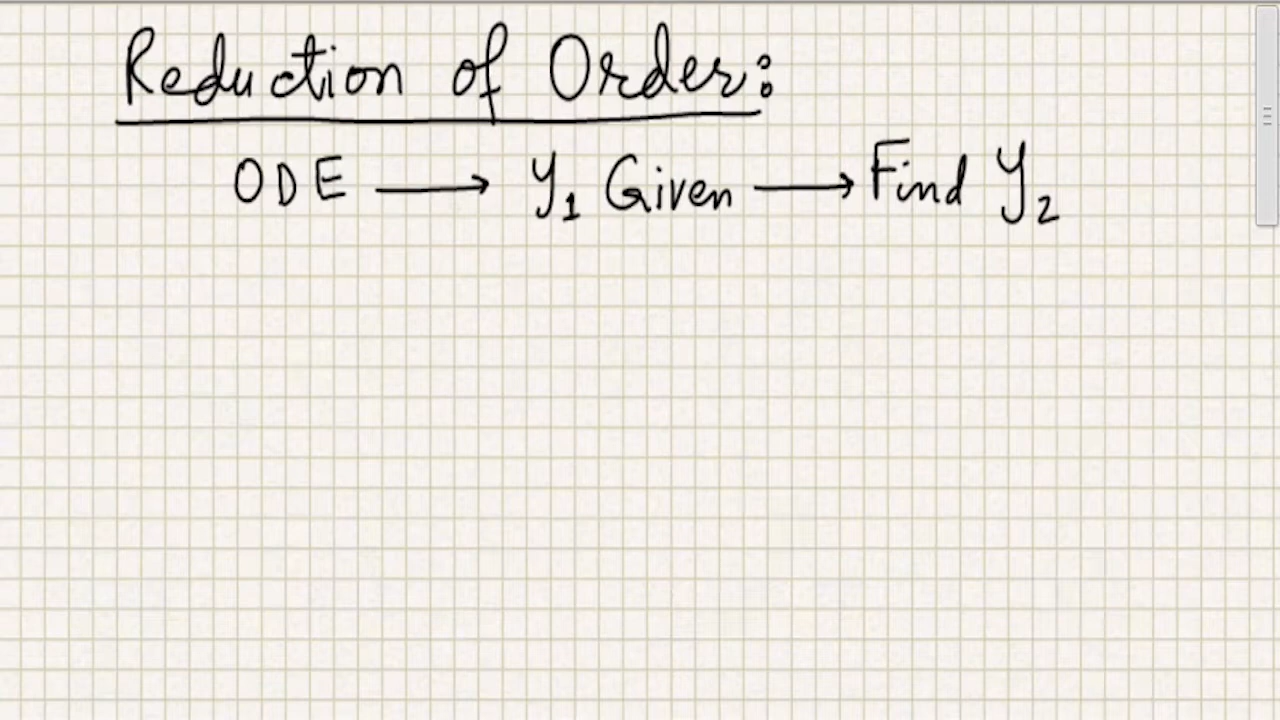 Reduction of Order:
ODE → y₁ Given → Find y₂